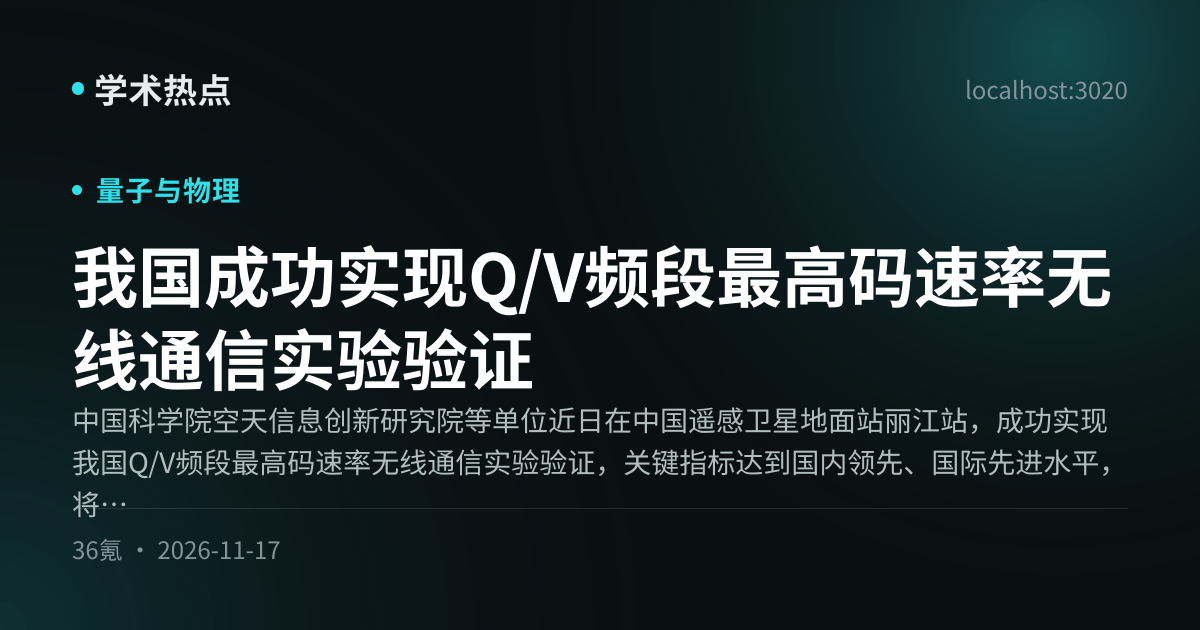 学术热点
localhost:3020
量子与物理
我国成功实现Q/V频段最高码速率无
线通信实验验证
中国科学院空天信息创新研究院等单位近日在中国遥感卫星地面站丽江站，成功实现
我国Q/V频段最高码速率无线通信实验验证，关键指标达到国内领先、国际先进水平，
将…
36氪 · 2026-11-17